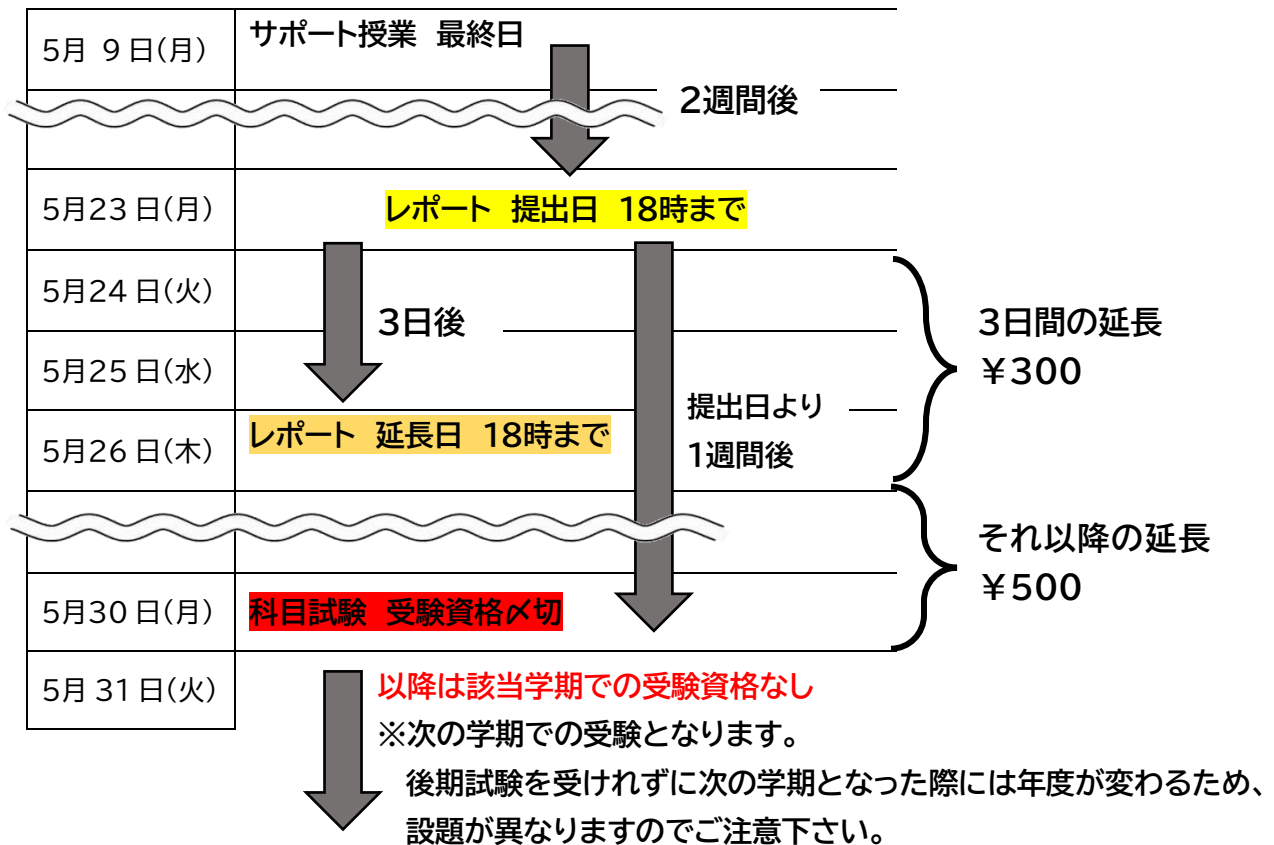 5月 9日(月)
サポート授業 最終日
2週間後
5月23日(月)
レポート 提出日 18時まで
5月24日(火)
3日後
3日間の延長
¥300
5月25日(水)
提出日より
1週間後
5月26日(木)
レポート 延長日 18時まで
それ以降の延長
¥500
5月30日(月)
科目試験 受験資格〆切
5月31日(火)
以降は該当学期での受験資格なし
※次の学期での受験となります。
後期試験を受けれずに次の学期となった際には年度が変わるため、
設題が異なりますのでご注意下さい。